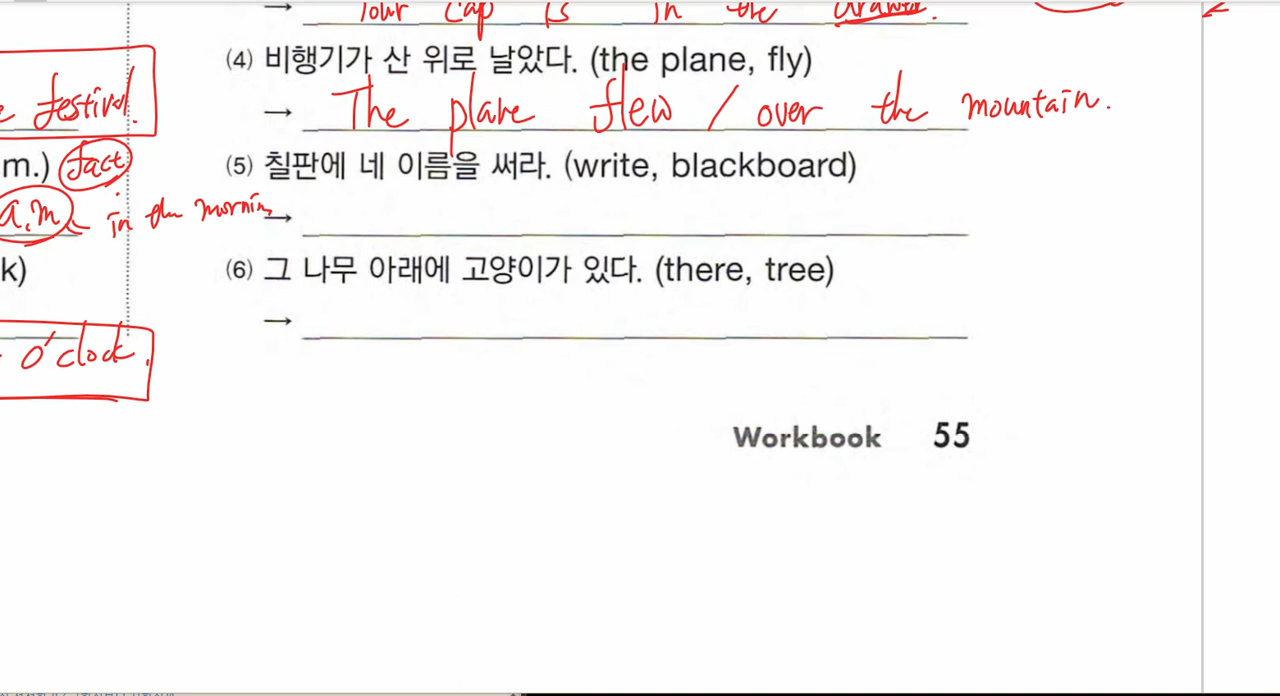 → Your cap is in the drawer.
(4) 비행기가 산 위로 날았다. (the plane, fly)
→ The plane flew / over the mountain.
festival.
(5) 칠판에 네 이름을 써라. (write, blackboard)
m.) fact
→
a.m in the morning
(6) 그 나무 아래에 고양이가 있다. (there, tree)
k)
→
o'clock.
Workbook 55